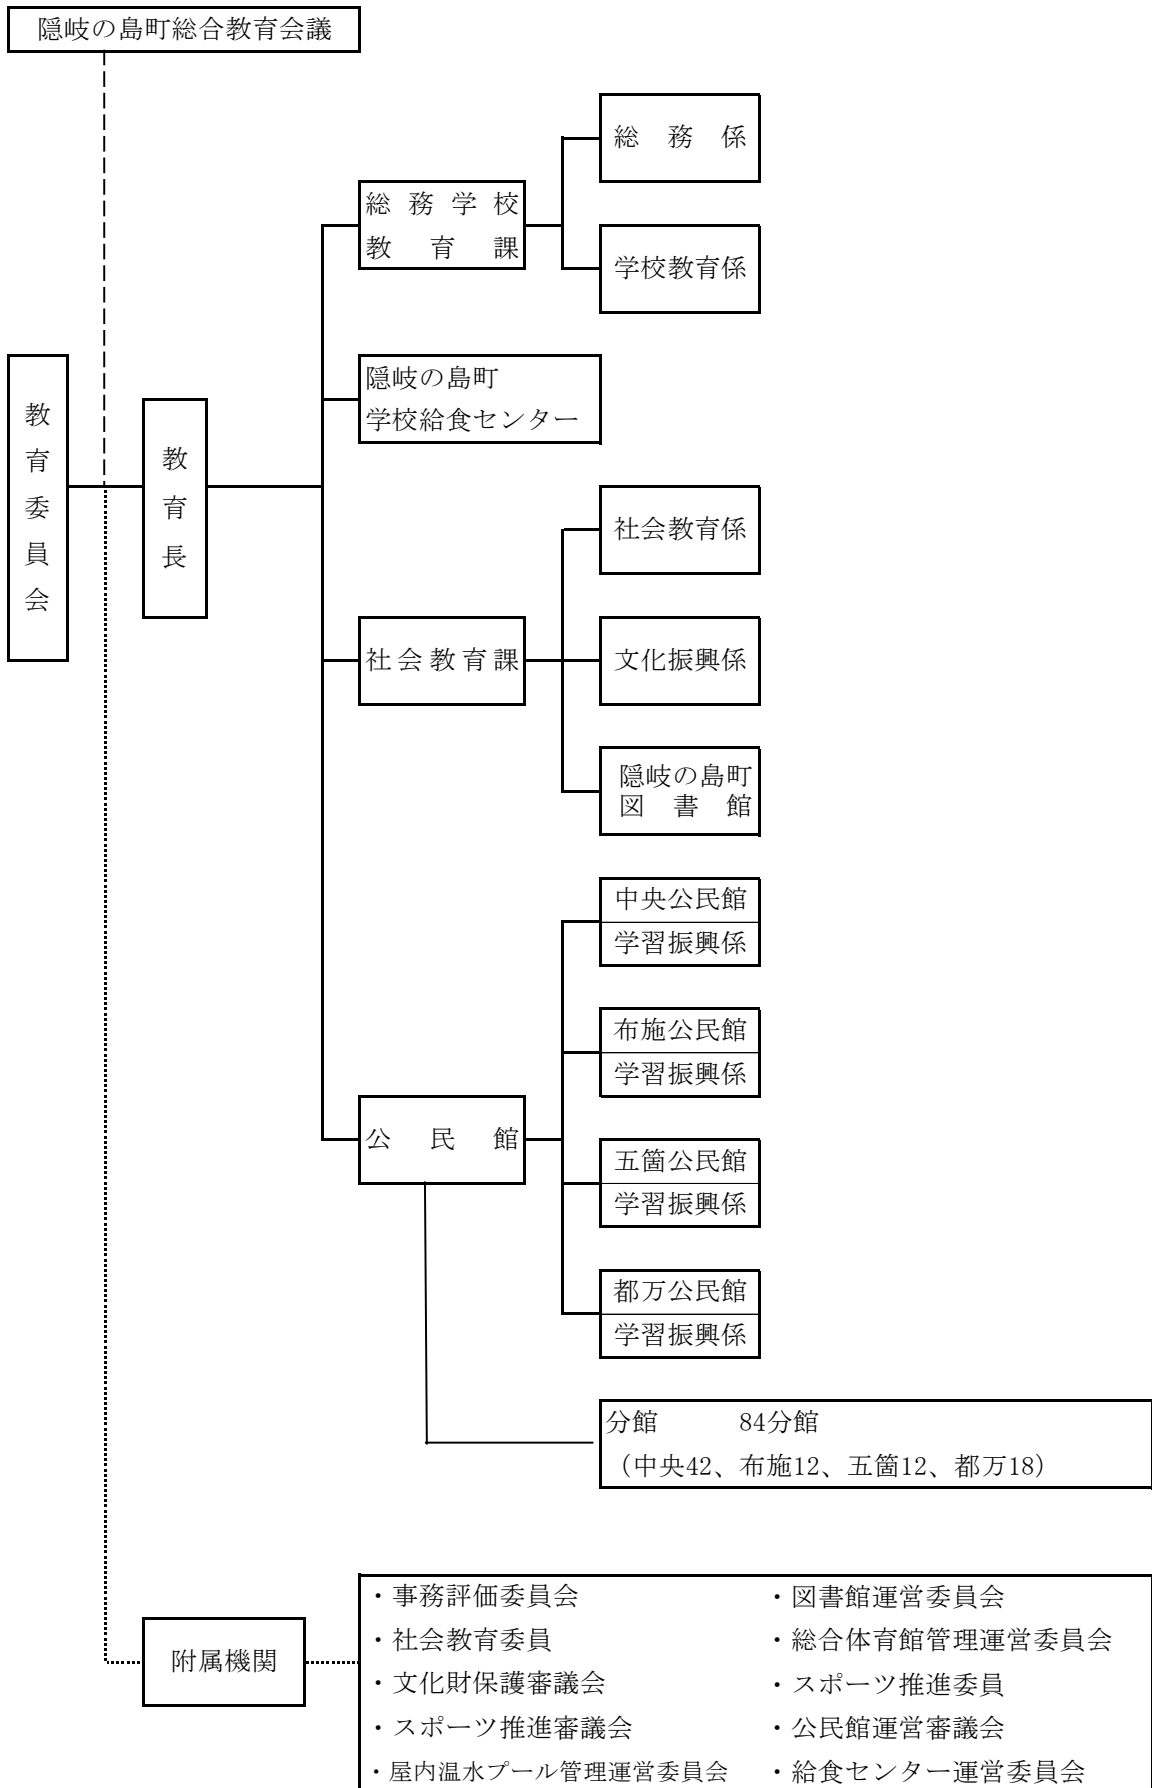 隠岐の島町総合教育会議
総務係
総務学校
教育課
学校教育係
隠岐の島町
学校給食センター
教育委員会
教育長
社会教育係
社会教育課
文化振興係
隠岐の島町
図書館
中央公民館
学習振興係
布施公民館
学習振興係
公民館
五箇公民館
学習振興係
都万公民館
学習振興係
分館 84分館
（中央42、布施12、五箇12、都万18）
附属機関
・事務評価委員会
・社会教育委員
・文化財保護審議会
・スポーツ推進審議会
・屋内温水プール管理運営委員会
・図書館運営委員会
・総合体育館管理運営委員会
・スポーツ推進委員
・公民館運営審議会
・給食センター運営委員会